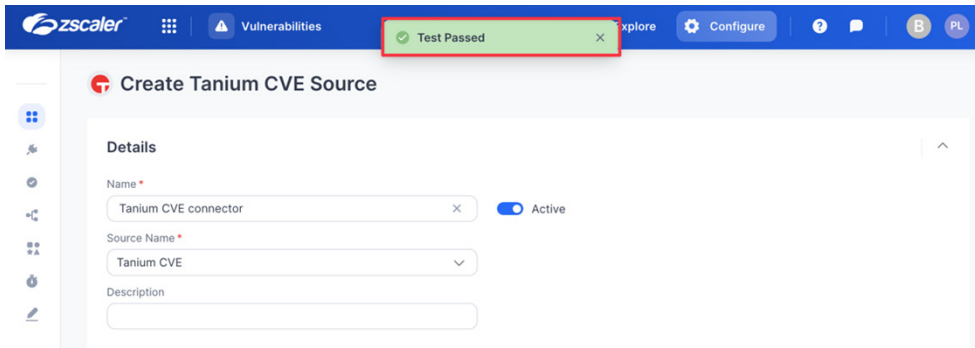 zscaler
Vulnerabilities
Test Passed
xplore
Configure
?
B
PL
Create Tanium CVE Source
Details
Name *
Tanium CVE connector
Active
Source Name *
Tanium CVE
Description